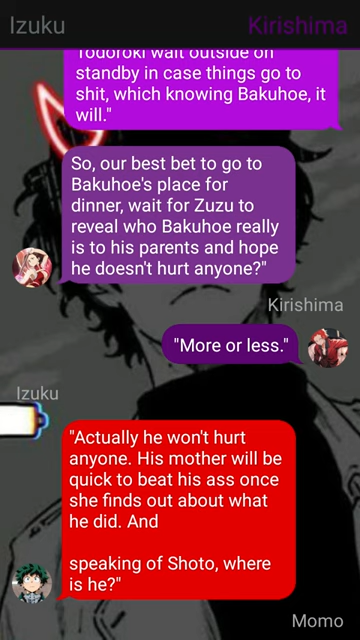 Izuku
Kirishima
Todoroki wait outside on
standby in case things go to
shit, which knowing Bakuhoe, it
will."
So, our best bet to go to
Bakuhoe's place for
dinner, wait for Zuzu to
reveal who Bakuhoe really
is to his parents and hope
he doesn't hurt anyone?"
Kirishima
"More or less."
Izuku
"Actually he won't hurt
anyone. His mother will be
quick to beat his ass once
she finds out about what
he did. And
speaking of Shoto, where
is he?"
Momo